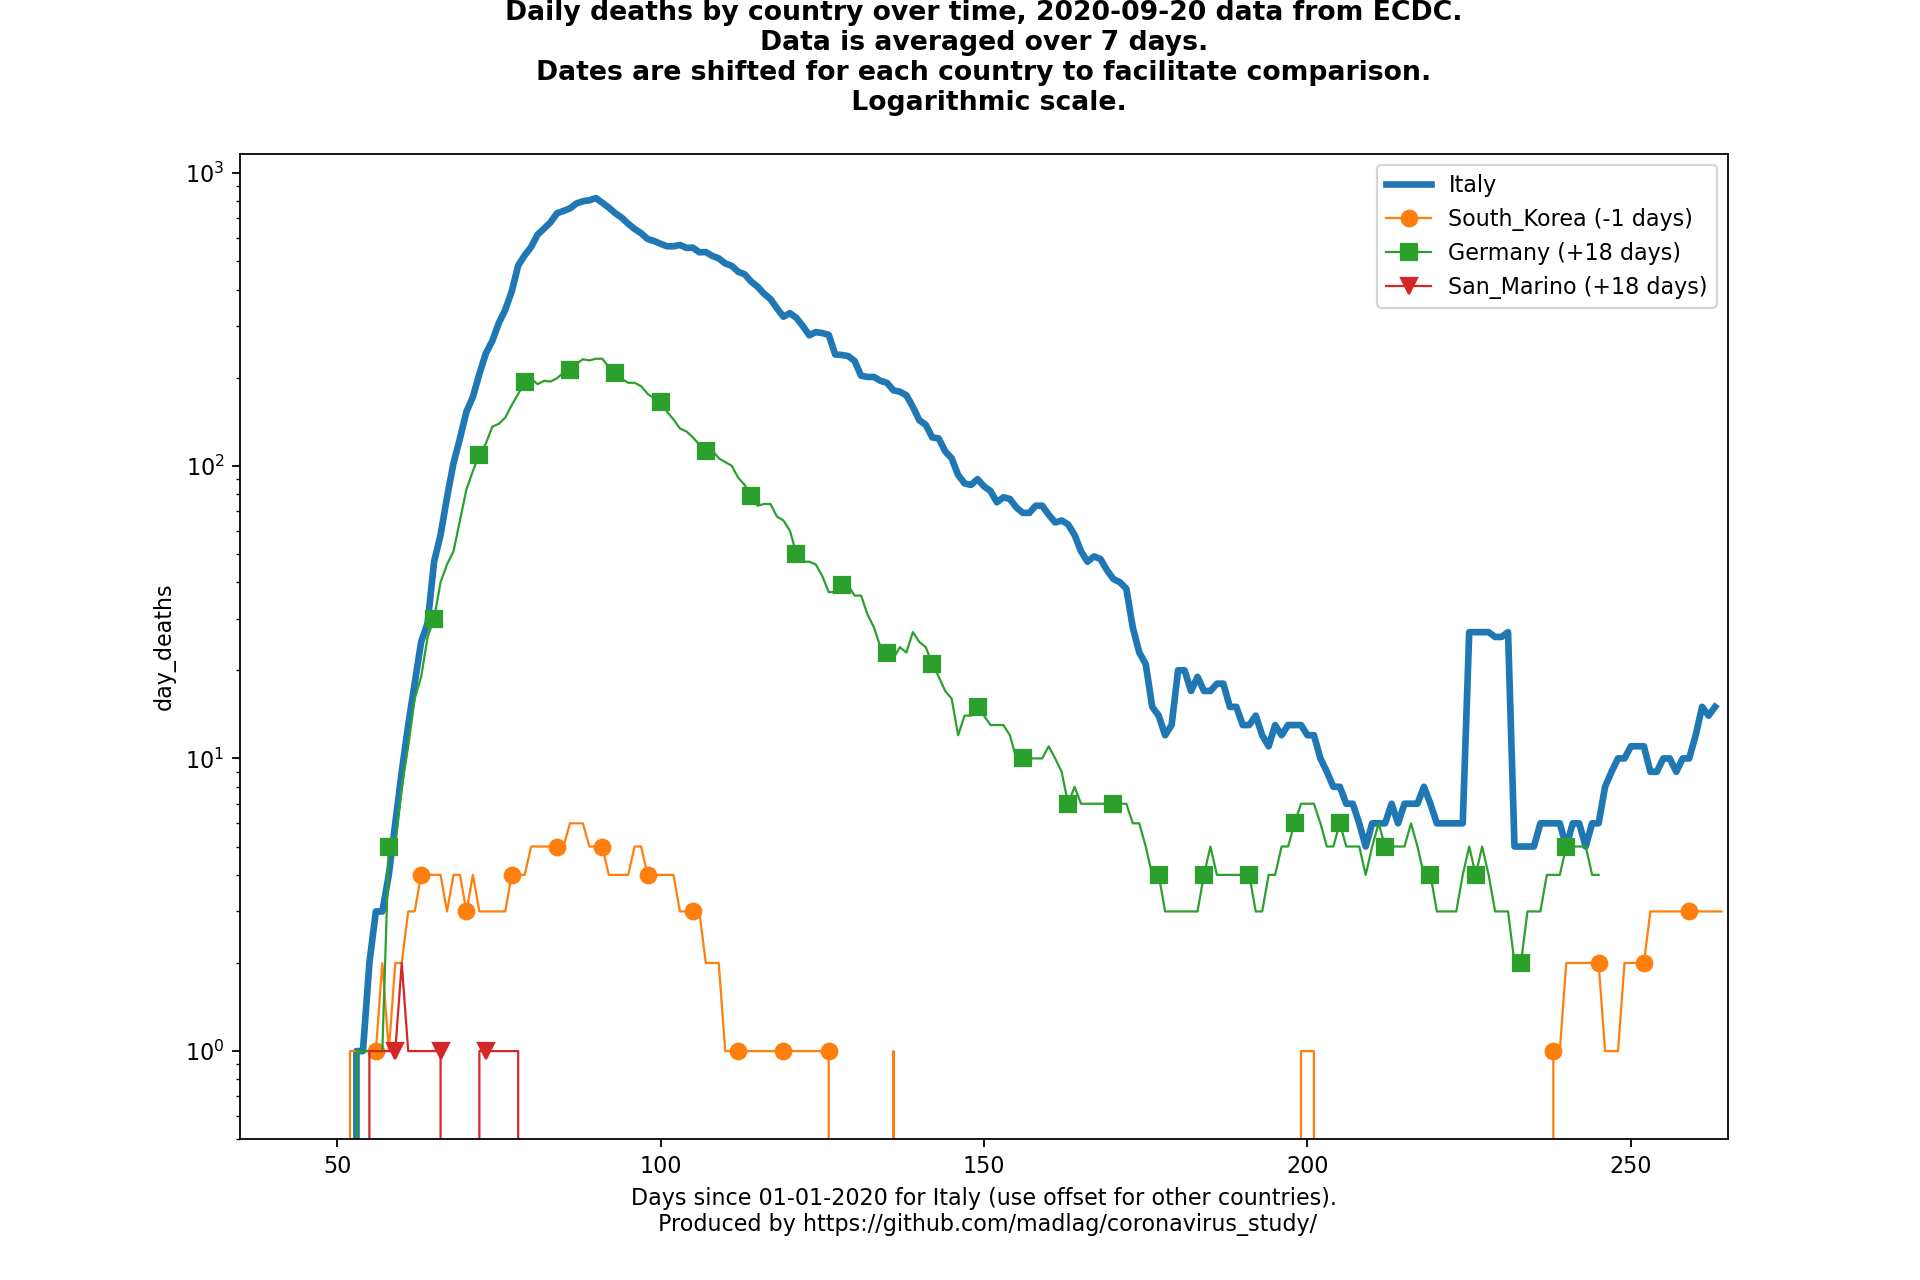 Daily deaths by country over time, 2020-09-20 data from ECDC.
Data is averaged over 7 days.
Dates are shifted for each country to facilitate comparison.
Logarithmic scale.
10³
10²
10¹
10⁰
day_deaths
Italy
South_Korea (-1 days)
Germany (+18 days)
San_Marino (+18 days)
50 100 150 200 250
Days since 01-01-2020 for Italy (use offset for other countries).
Produced by https://github.com/madlag/coronavirus_study/